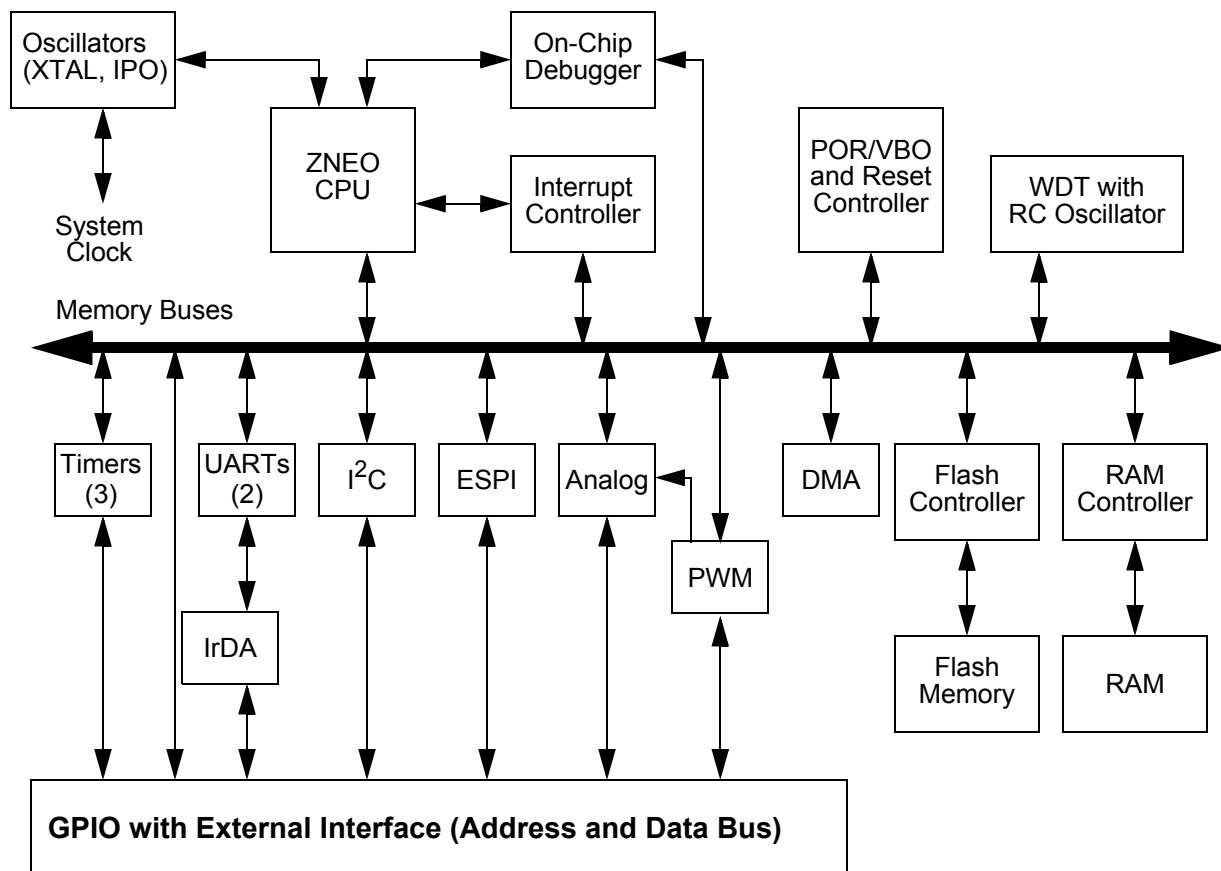 Oscillators
(XTAL, IPO)
On-Chip
Debugger
ZNEO
CPU
Interrupt
Controller
POR/VBO
and Reset
Controller
WDT with
RC Oscillator
System
Clock
Memory Buses
Timers
(3)
UARTs
(2)
I²C
ESPI
Analog
DMA
Flash
Controller
RAM
Controller
PWM
IrDA
Flash
Memory
RAM
GPIO with External Interface (Address and Data Bus)